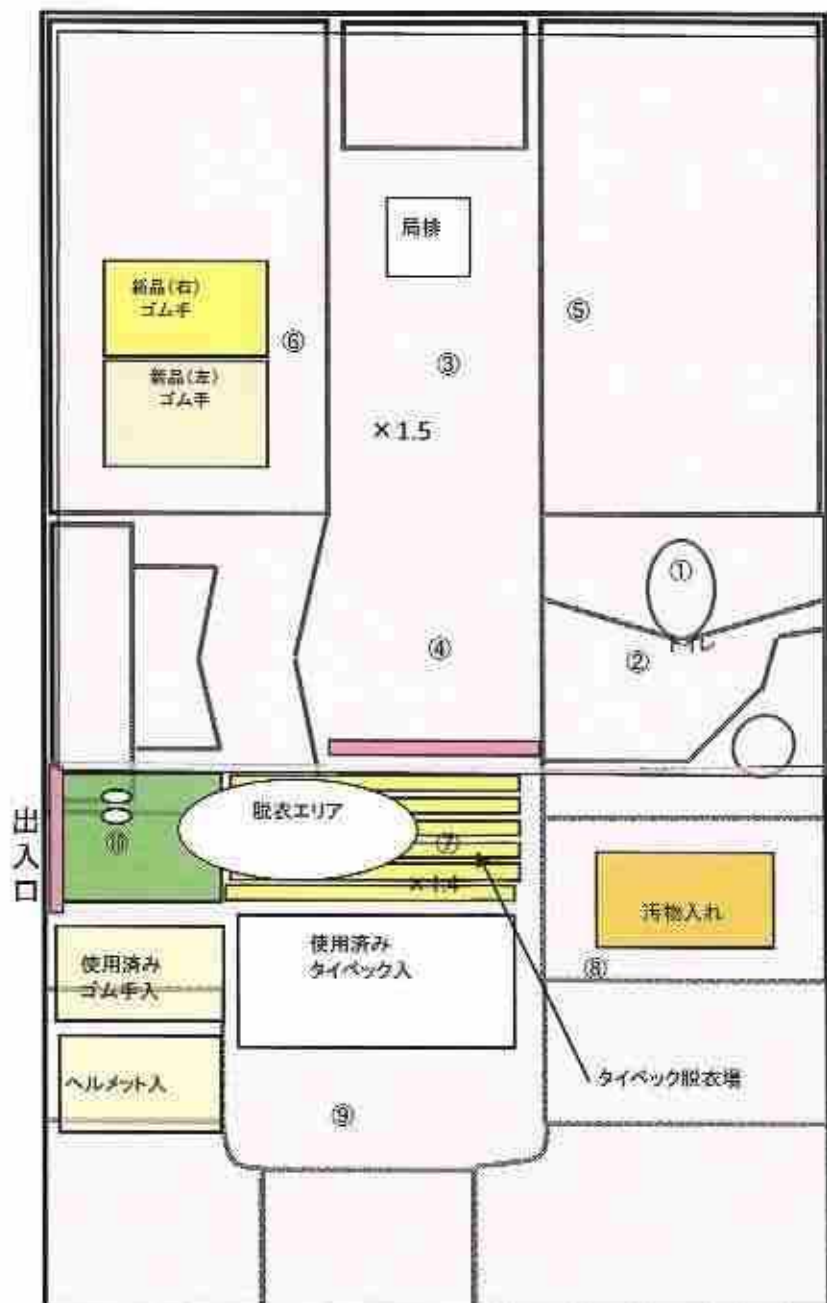 局排
新品(右)
ゴム手
⑤
⑥
③
新品(左)
ゴム手
×1.5
①
④
②
トイレ
出入口
脱衣エリア
⑩
⑦
×1.4
汚物入れ
使用済み
タイベック入
使用済み
ゴム手入
⑧
ヘルメット入
タイベック脱衣場
⑨